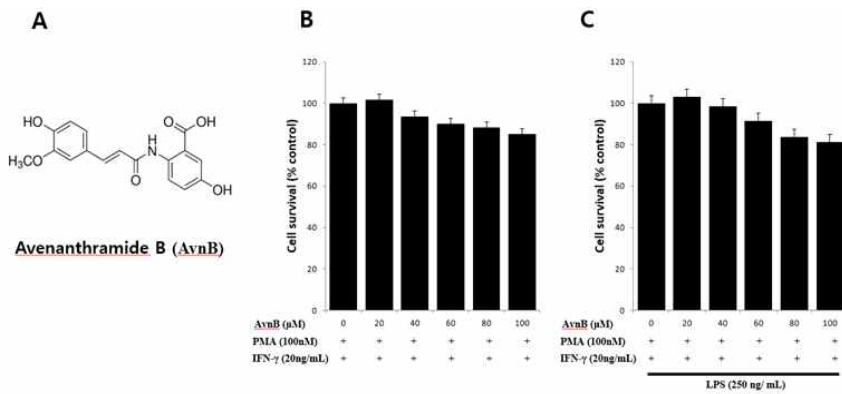 A
HO
H₃CO
O
H
N
O
OH
OH
Avenanthramide B (AvnB)
B
Cell survival (% control)
120
100
80
60
40
20
0
AvnB (μM) 0 20 40 60 80 100
PMA (100nM) + + + + + +
IFN-γ (20ng/mL) + + + + + +
C
Cell survival (% control)
120
100
80
60
40
20
0
AvnB (μM) 0 20 40 60 80 100
PMA (100nM) + + + + + +
IFN-γ (20ng/mL) + + + + + +
LPS (250 ng/ mL)